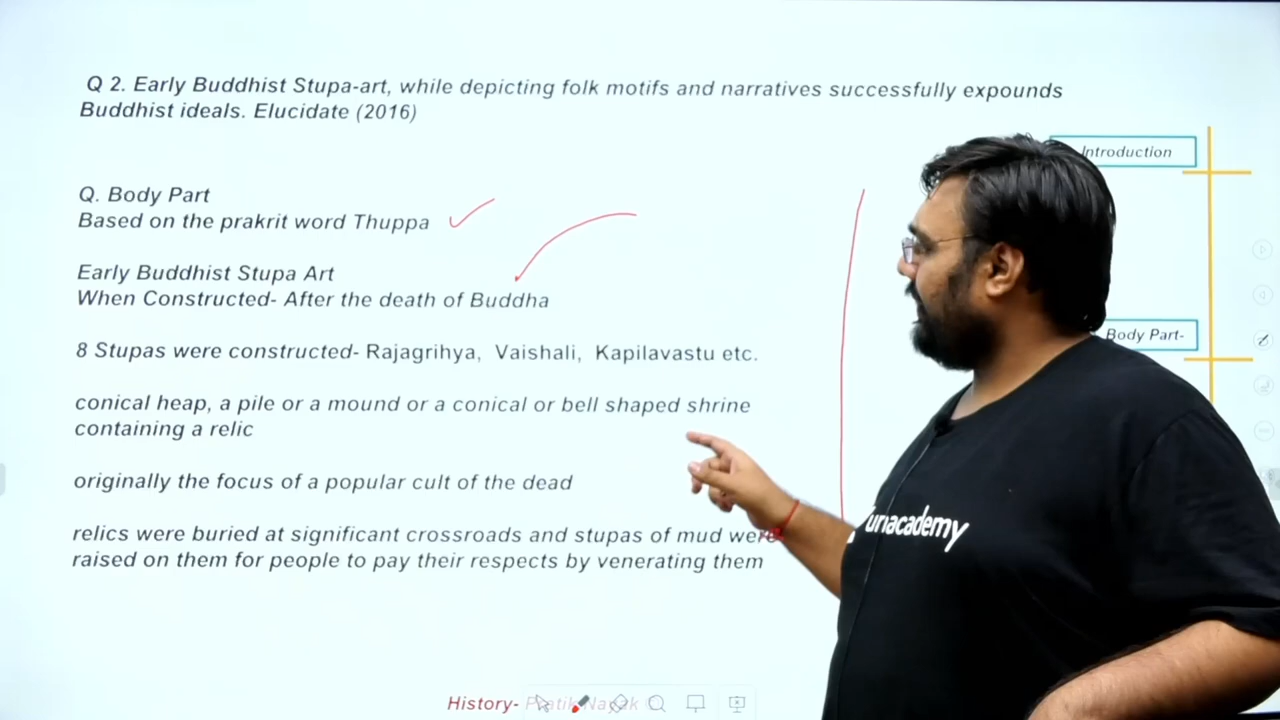 Q 2. Early Buddhist Stupa-art, while depicting folk motifs and narratives successfully expounds
Buddhist ideals. Elucidate (2016)
Introduction
Q. Body Part
Based on the prakrit word Thuppa
Early Buddhist Stupa Art
When Constructed- After the death of Buddha
Body Part-
8 Stupas were constructed- Rajagrihya, Vaishali, Kapilavastu etc.
conical heap, a pile or a mound or a conical or bell shaped shrine
containing a relic
originally the focus of a popular cult of the dead
unacademy
relics were buried at significant crossroads and stupas of mud were
raised on them for people to pay their respects by venerating them
History- Pratik Nayak